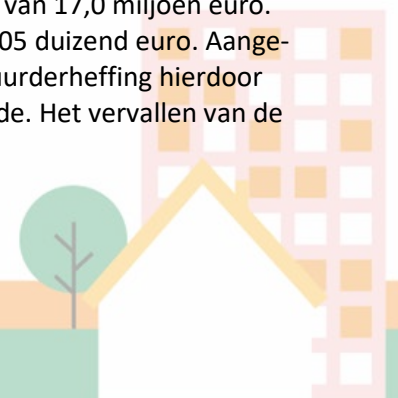 van 17,0 miljoen euro.
05 duizend euro. Aange-
urderheffing hierdoor
de. Het vervallen van de